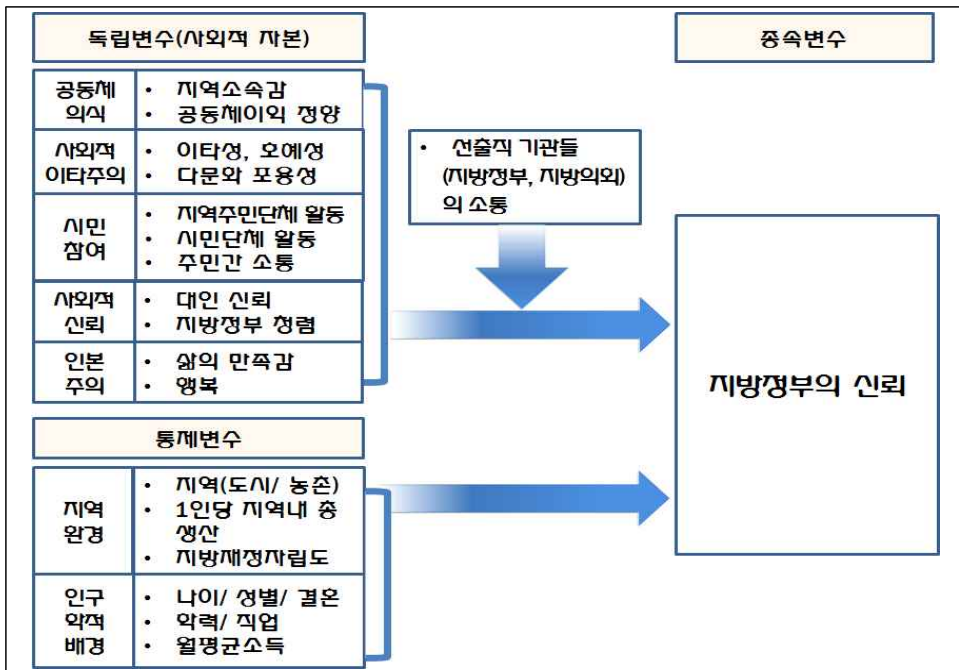 독립변수(사회적 자본)
종속변수
공동체
의식
• 지역소속감
• 공동체이익 정향
사회적
이타주의
• 이타성, 호혜성
• 다문화 포용성
시민
참여
• 지역주민단체 활동
• 시민단체 활동
• 주민간 소통
사회적
신뢰
• 대인 신뢰
• 지방정부 청렴
인본
주의
• 삶의 만족감
• 행복
• 선출직 기관들
(지방정부, 지방의회)
의 소통
지방정부의 신뢰
통제변수
지역
환경
• 지역(도시/ 농촌)
• 1인당 지역내 총
생산
• 지방재정자립도
인구
학적
배경
• 나이/ 성별/ 결혼
• 학력/ 직업
• 월평균소득